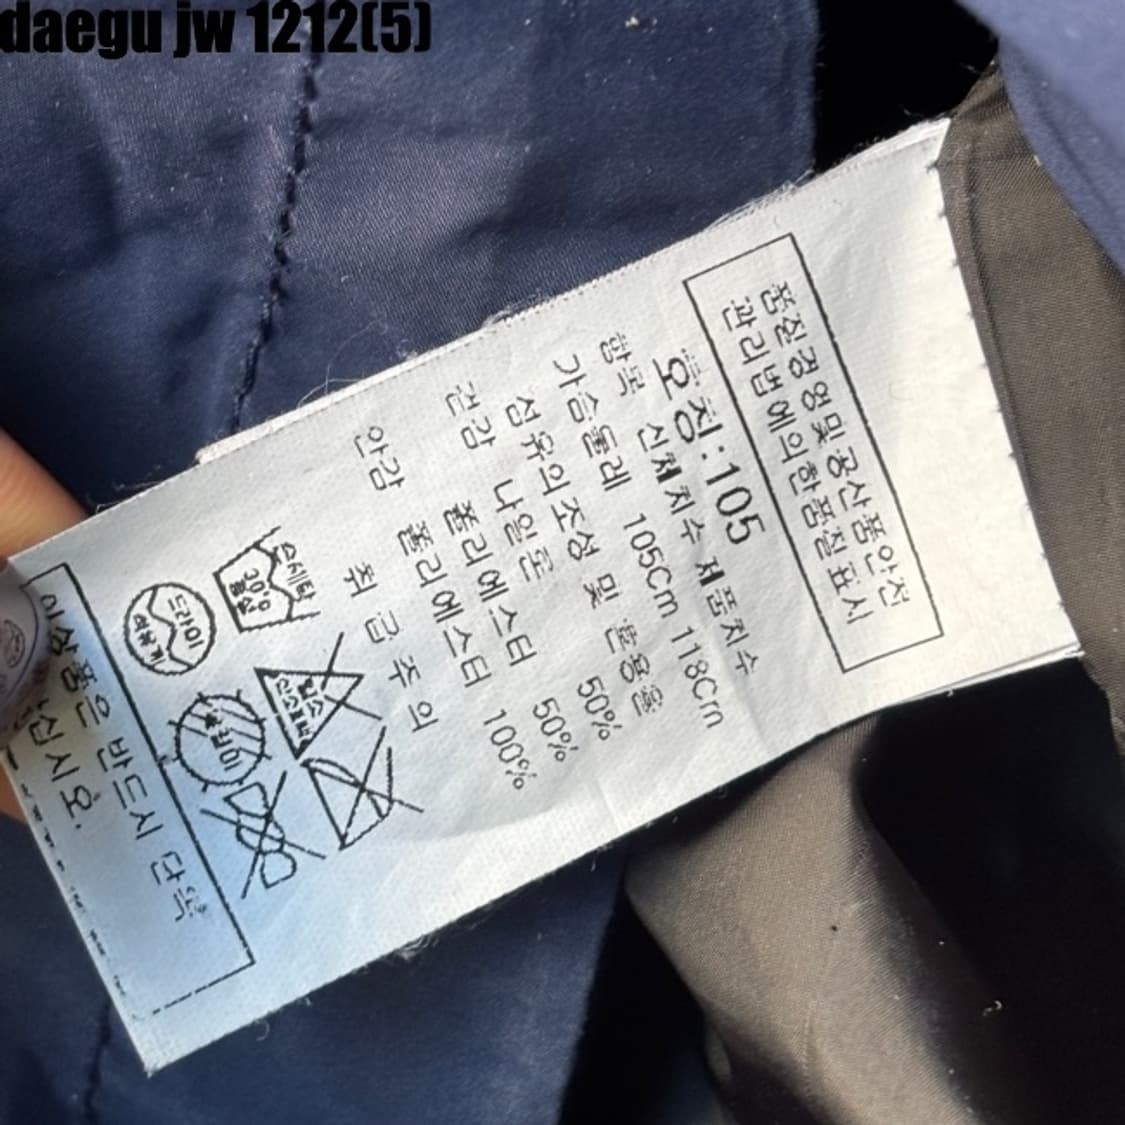 daegu jw 1212(5)
품질경영및공산품안전
관리법에의한품질표시
호칭:105
항목 신체치수 제품치수
가슴둘레 105Cm 118Cm
섬유의조성 및 혼용율
겉감 나일론 50%
폴리에스터 50%
안감 폴리에스터 100%
취 급 주 의
손세탁
30℃
중성
드라이
이상품은 반드시 단독
십시오.